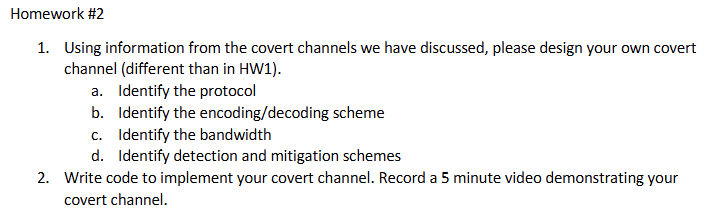 Homework #2
1. Using information from the covert channels we have discussed, please design your own covert
channel (different than in HW1).
a. Identify the protocol
b. Identify the encoding/decoding scheme
c. Identify the bandwidth
d. Identify detection and mitigation schemes
2. Write code to implement your covert channel. Record a 5 minute video demonstrating your
covert channel.